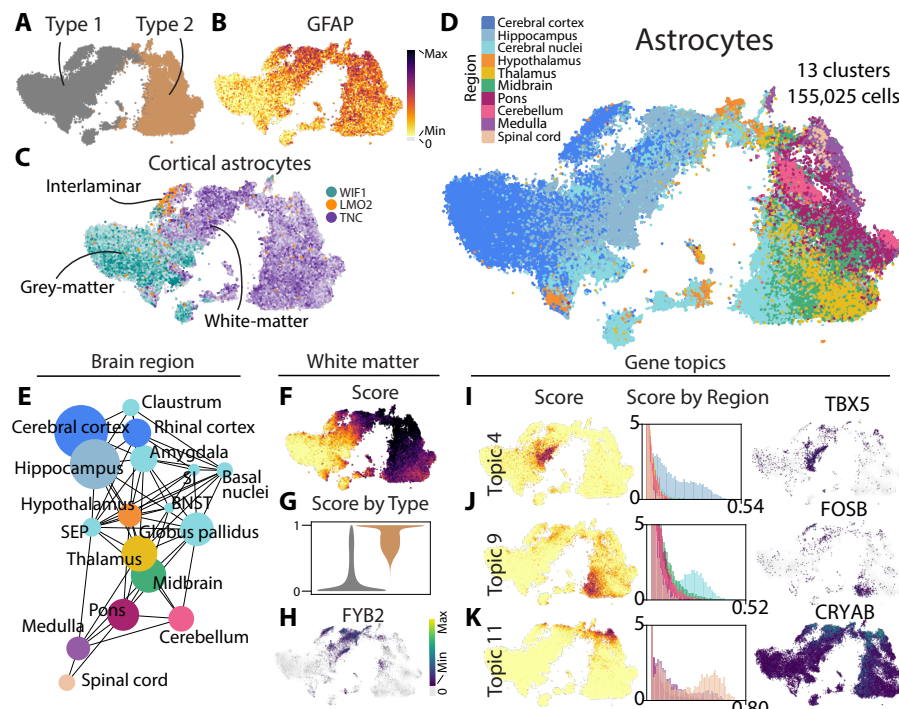 A
Type 1
Type 2
B
GFAP
Max
Min
0
C
Cortical astrocytes
Interlaminar
WIF1
LMO2
TNC
Grey-matter
White-matter
D
Region
Cerebral cortex
Hippocampus
Cerebral nuclei
Hypothalamus
Thalamus
Midbrain
Pons
Cerebellum
Medulla
Spinal cord
Astrocytes
13 clusters
155,025 cells
Brain region
E
Claustrum
Cerebral cortex
Rhinal cortex
Amygdala
Hippocampus
SI
Basal
nuclei
Hypothalamus
BNST
SEP
Globus pallidus
Thalamus
Midbrain
Pons
Medulla
Cerebellum
Spinal cord
White matter
F
Score
G
Score by Type
1
0
H
FYB2
Max
Min
0
Gene topics
I
Score
Score by Region
TBX5
Topic 4
5
0
0.54
J
FOSB
Topic 9
5
0
0.52
K
CRYAB
Topic 11
5
0
0.80